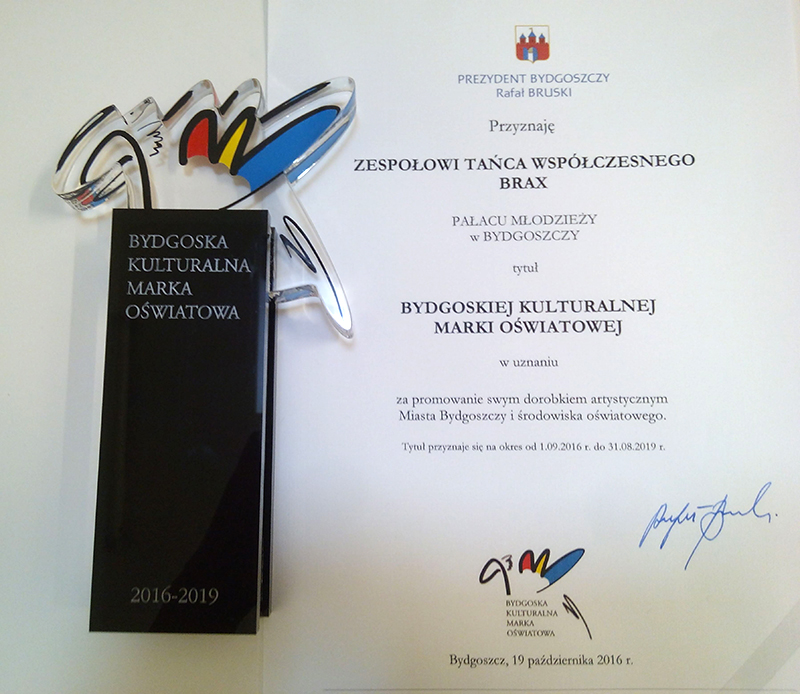 BYDGOSKA
KULTURALNA
MARKA
OŚWIATOWA
2016-2019
PREZYDENT BYDGOSZCZY
Rafał BRUSKI
Przyznaję
ZESPOŁOWI TAŃCA WSPÓŁCZESNEGO
BRAX
PAŁACU MŁODZIEŻY
w BYDGOSZCZY
tytuł
BYDGOSKIEJ KULTURALNEJ
MARKI OŚWIATOWEJ
w uznaniu
za promowanie swym dorobkiem artystycznym
Miasta Bydgoszczy i środowiska oświatowego.
Tytuł przyznaje się na okres od 1.09.2016 r. do 31.08.2019 r.
BYDGOSKA
KULTURALNA
MARKA
OŚWIATOWA
Bydgoszcz, 19 października 2016 r.